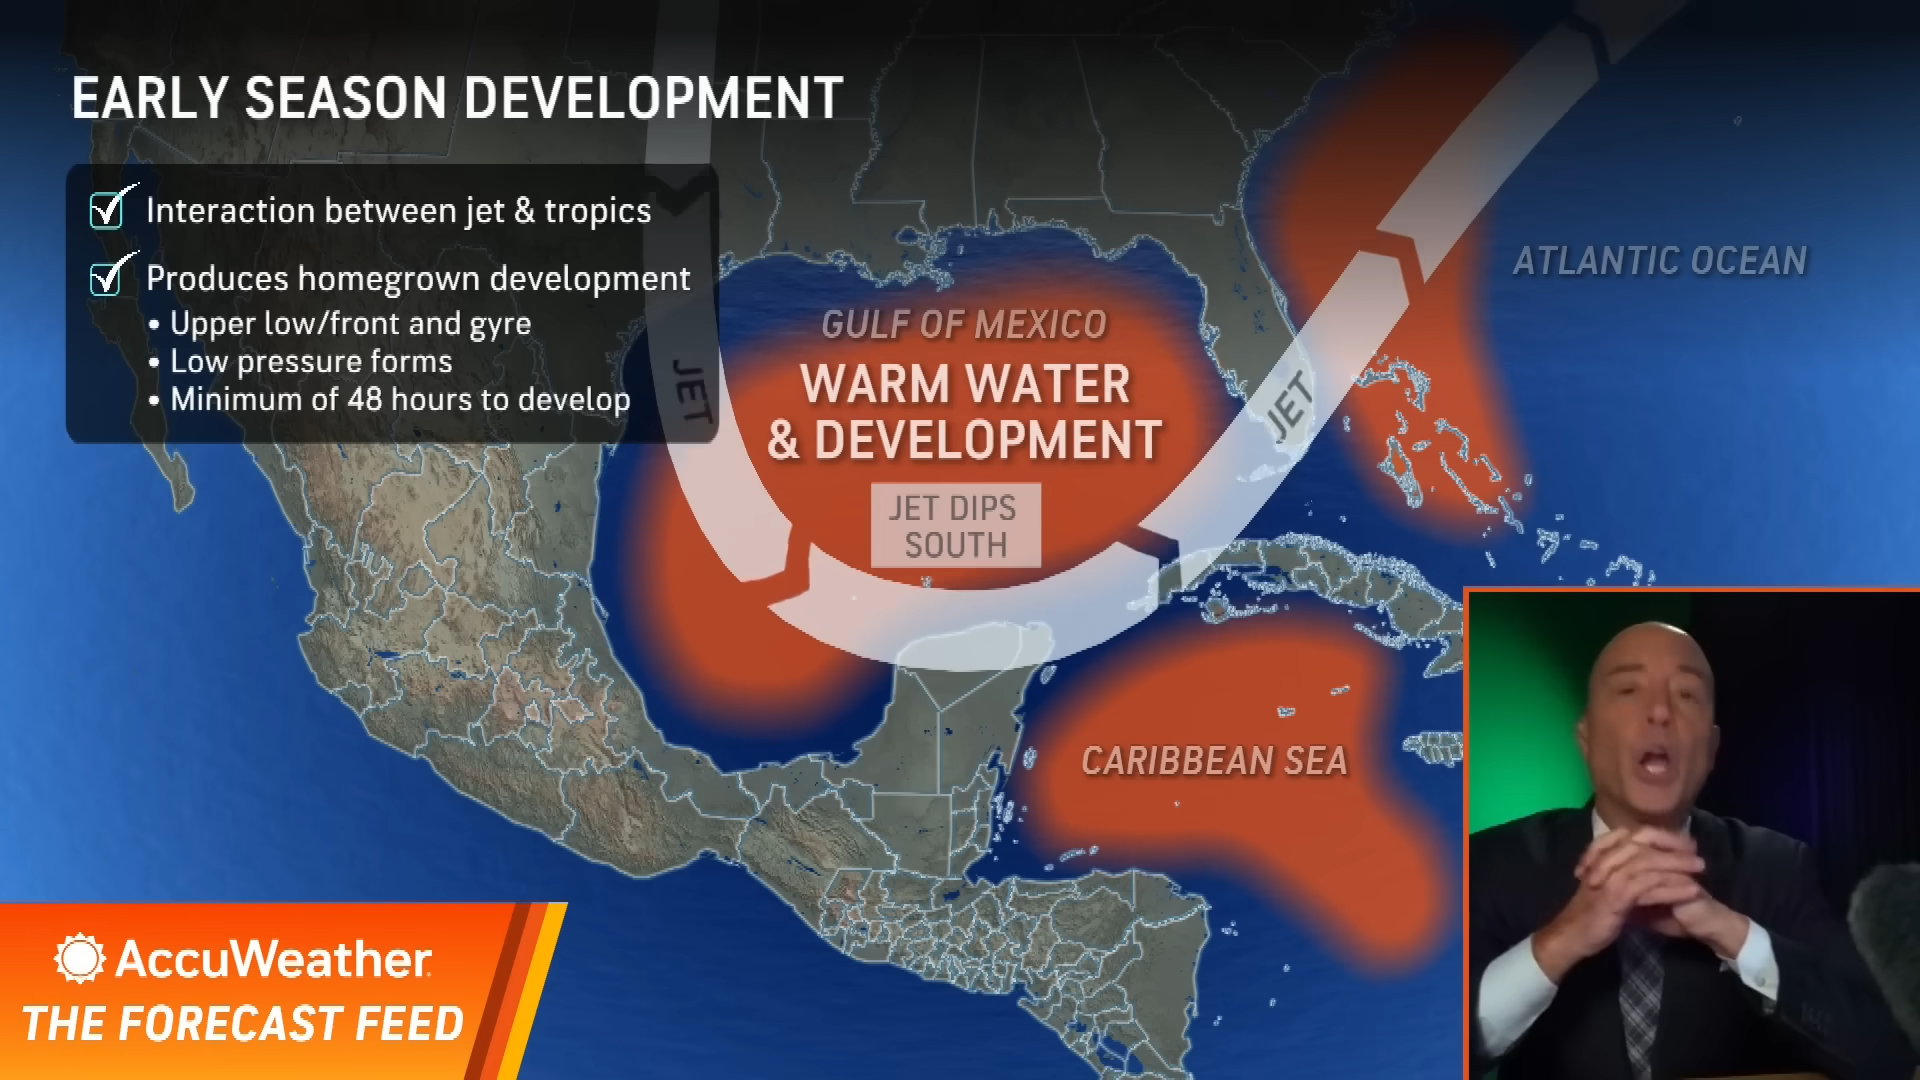 EARLY SEASON DEVELOPMENT
Interaction between jet & tropics
Produces homegrown development
• Upper low/front and gyre
• Low pressure forms
• Minimum of 48 hours to develop
ATLANTIC OCEAN
GULF OF MEXICO
WARM WATER
& DEVELOPMENT
JET
JET
JET DIPS
SOUTH
CARIBBEAN SEA
AccuWeather
THE FORECAST FEED